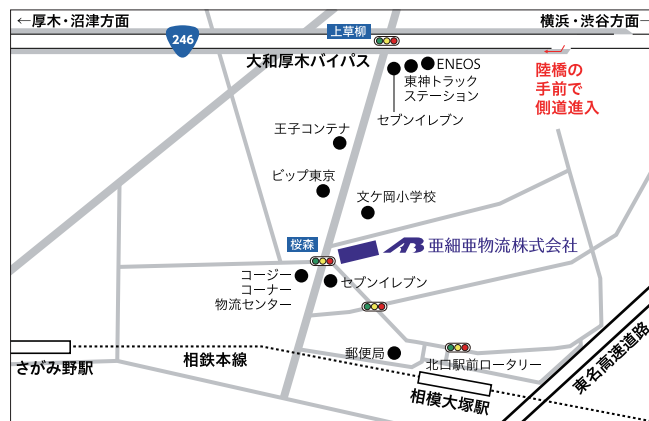 ←厚木・沼津方面
横浜・渋谷方面→
上草柳
246
大和厚木バイパス
ENEOS
東神トラック
ステーション
陸橋の
手前で
側道進入
セブンイレブン
王子コンテナ
ピップ東京
文ケ岡小学校
桜森
AB 亜細亜物流株式会社
コージー
コーナー
物流センター
セブンイレブン
郵便局
北口駅前ロータリー
さがみ野駅
相鉄本線
相模大塚駅
東名高速道路